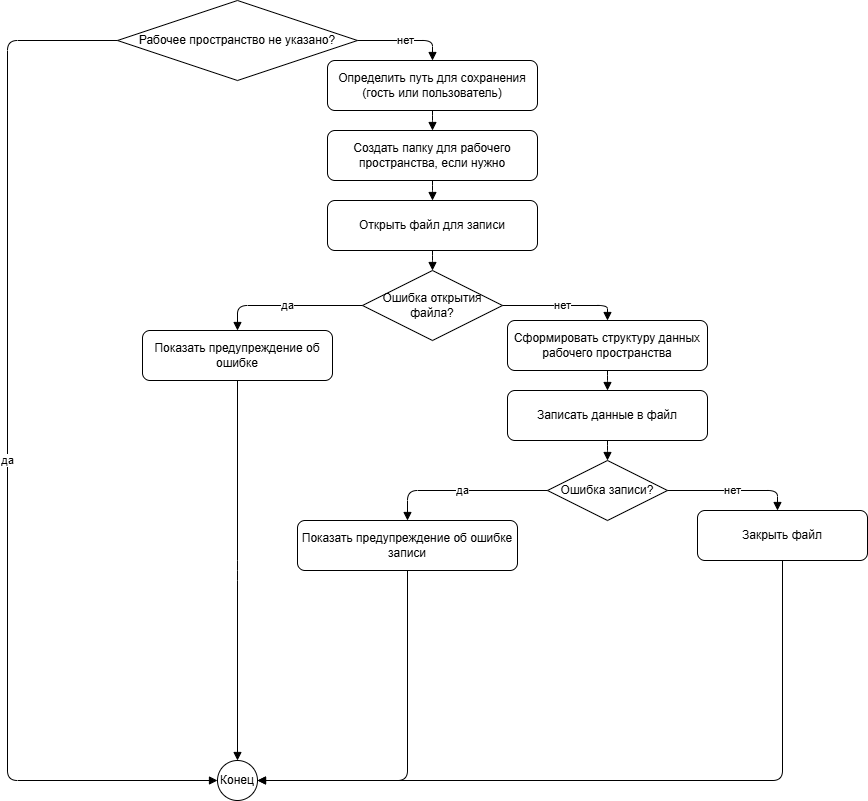 Рабочее пространство не указано?
нет
Определить путь для сохранения
(гость или пользователь)
Создать папку для рабочего
пространства, если нужно
Открыть файл для записи
Ошибка открытия
файла?
да
нет
Показать предупреждение об
ошибке
Сформировать структуру данных
рабочего пространства
Записать данные в файл
да
Ошибка записи?
да
нет
Показать предупреждение об ошибке
записи
Закрыть файл
Конец